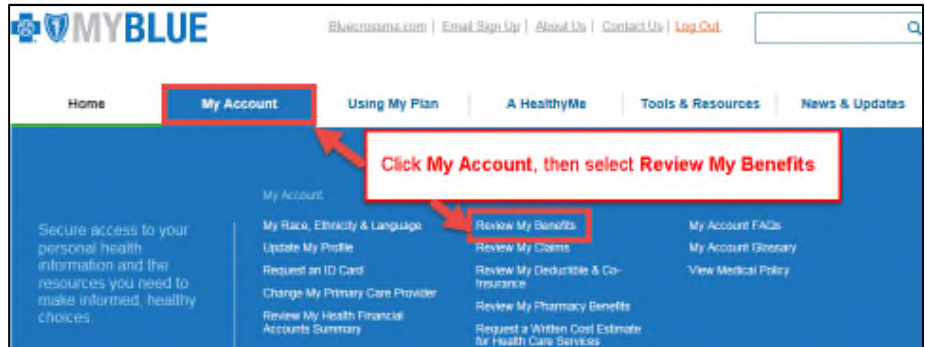 MYBLUE
Bluecrossma.com | Email Sign Up | About Us | Contact Us | Log Out
Home My Account Using My Plan A HealthyMe Tools & Resources News & Updates
Click My Account, then select Review My Benefits
My Account
Secure access to your
personal health
information and the
resources you need to
make informed, healthy
choices.
My Race, Ethnicity & Language
Update My Profile
Request an ID Card
Change My Primary Care Provider
Review My Health Financial
Accounts Summary
Review My Benefits
Review My Claims
Review My Deductible & Co-
Insurance
Review My Pharmacy Benefits
Request a Written Cost Estimate
for Health Care Services
My Account FAQs
My Account Glossary
View Medical Policy